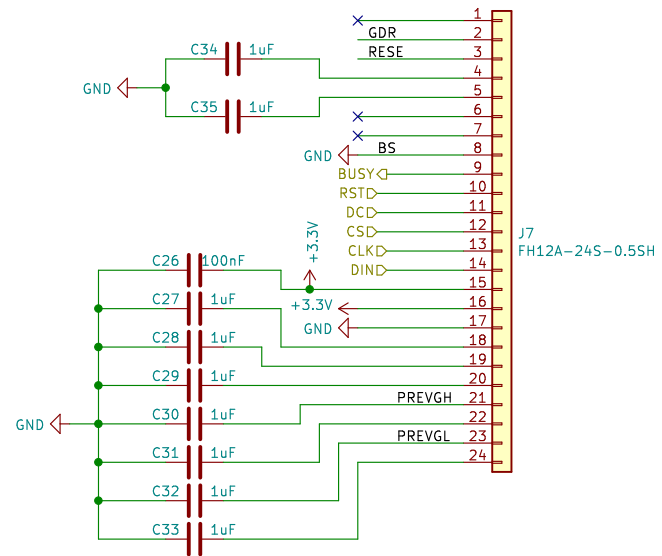 1
GDR 2
C34 1uF RESE 3
4
GND
5
C35 1uF 6
7
GND BS 8
BUSY 9
RST 10
DC 11
CS 12
J7
CLK 13
FH12A-24S-0.5SH
+3.3V
DIN 14
C26 100nF
15
C27 1uF +3.3V 16
GND 17
C28 1uF 18
19
C29 1uF 20
PREVGH 21
C30 1uF 22
GND
PREVGL 23
C31 1uF 24
C32 1uF
C33 1uF